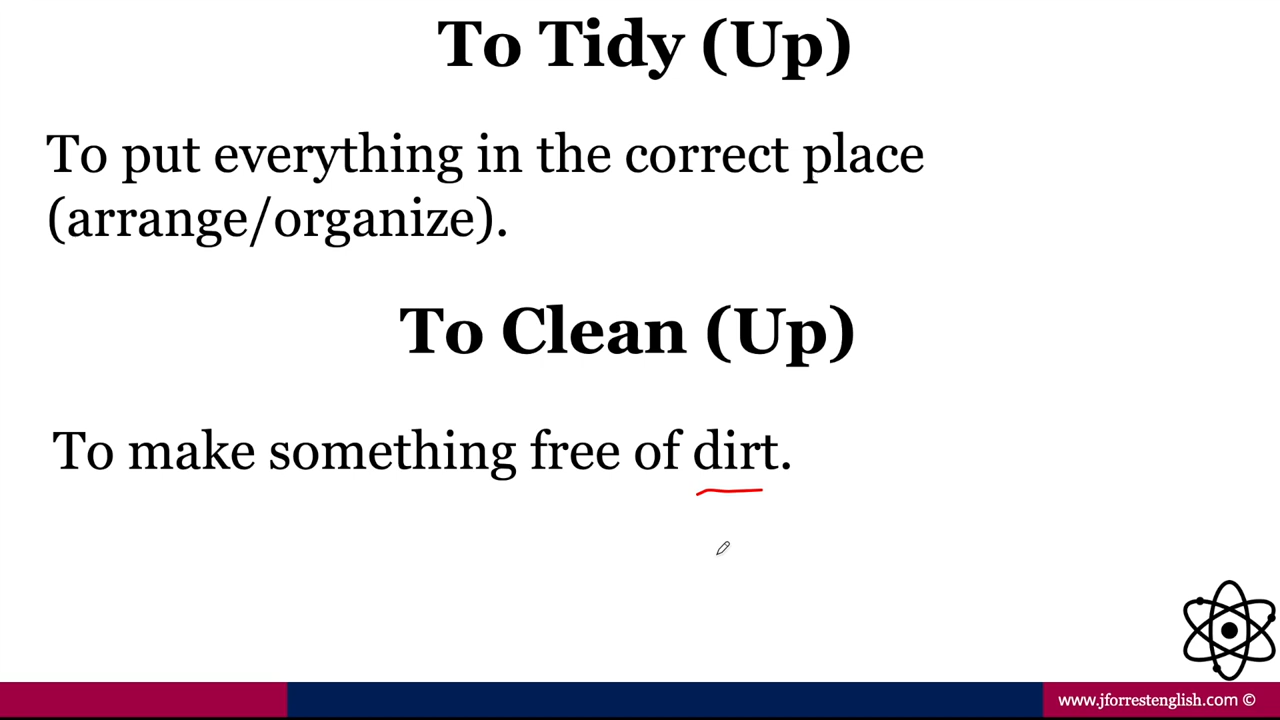 To Tidy (Up)
To put everything in the correct place
(arrange/organize).
To Clean (Up)
To make something free of dirt.
www.jforrestenglish.com ©